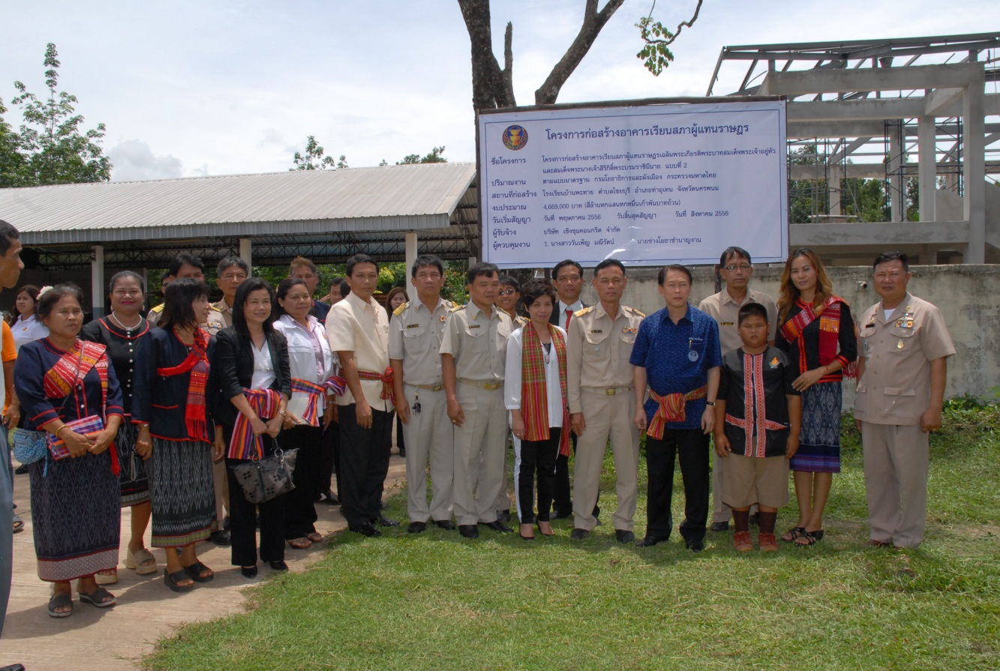 โครงการก่อสร้างอาคารเรียนสภาผู้แทนราษฎร
ชื่อโครงการ โครงการก่อสร้างอาคารเรียนสภาผู้แทนราษฎรเฉลิมพระเกียรติพระบาทสมเด็จพระเจ้าอยู่หัว
และสมเด็จพระนางเจ้าสิริกิติ์พระบรมราชินีนาย แบบที่ 2
ปริมาณงาน ตามแบบมาตรฐาน กรมโยธาธิการและผังเมือง กระทรวงมหาดไทย
สถานที่ก่อสร้าง โรงเรียนบ้านพะทาย ตำบลไชยบุรี อำเภอท่าอุเทน จังหวัดนครพนม
งบประมาณ 4,669,000 บาท (สี่ล้านหกแสนหกหมื่นเก้าพันบาทถ้วน)
วันเริ่มสัญญา วันที่ พฤษภาคม 2556 วันสิ้นสุดสัญญา วันที่ สิงหาคม 2556
ผู้รับจ้าง บริษัท เชิงชุมคอนกรีต จำกัด
ผู้ควบคุมงาน 1. นางสาววันเพ็ญ มณีรัตน์ นายช่างโยธาชำนาญงาน